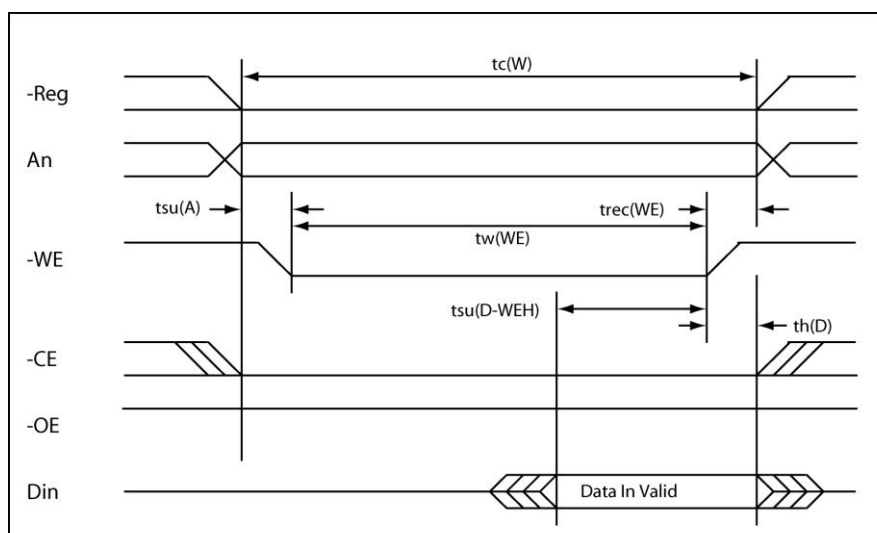 tc(W)
-Reg
An
tsu(A)
trec(WE)
tw(WE)
-WE
tsu(D-WEH)
th(D)
-CE
-OE
Din
Data In Valid